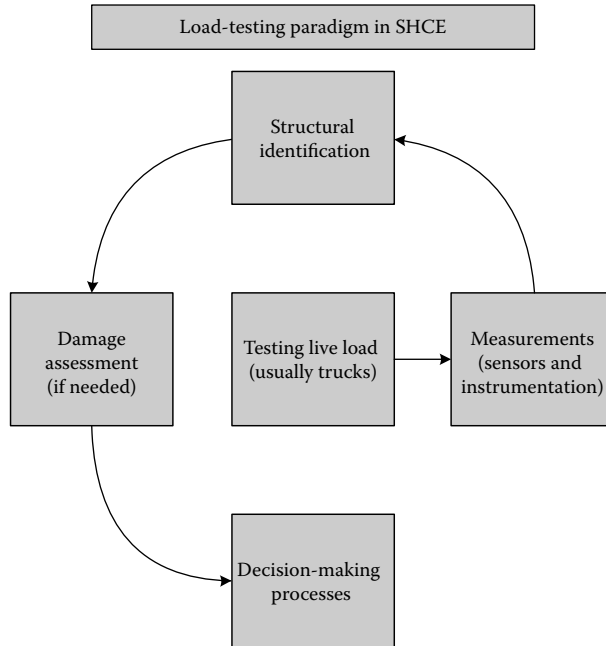 Load-testing paradigm in SHCE
Structural
identification
Damage
assessment
(if needed)
Testing live load
(usually trucks)
Measurements
(sensors and
instrumentation)
Decision-making
processes